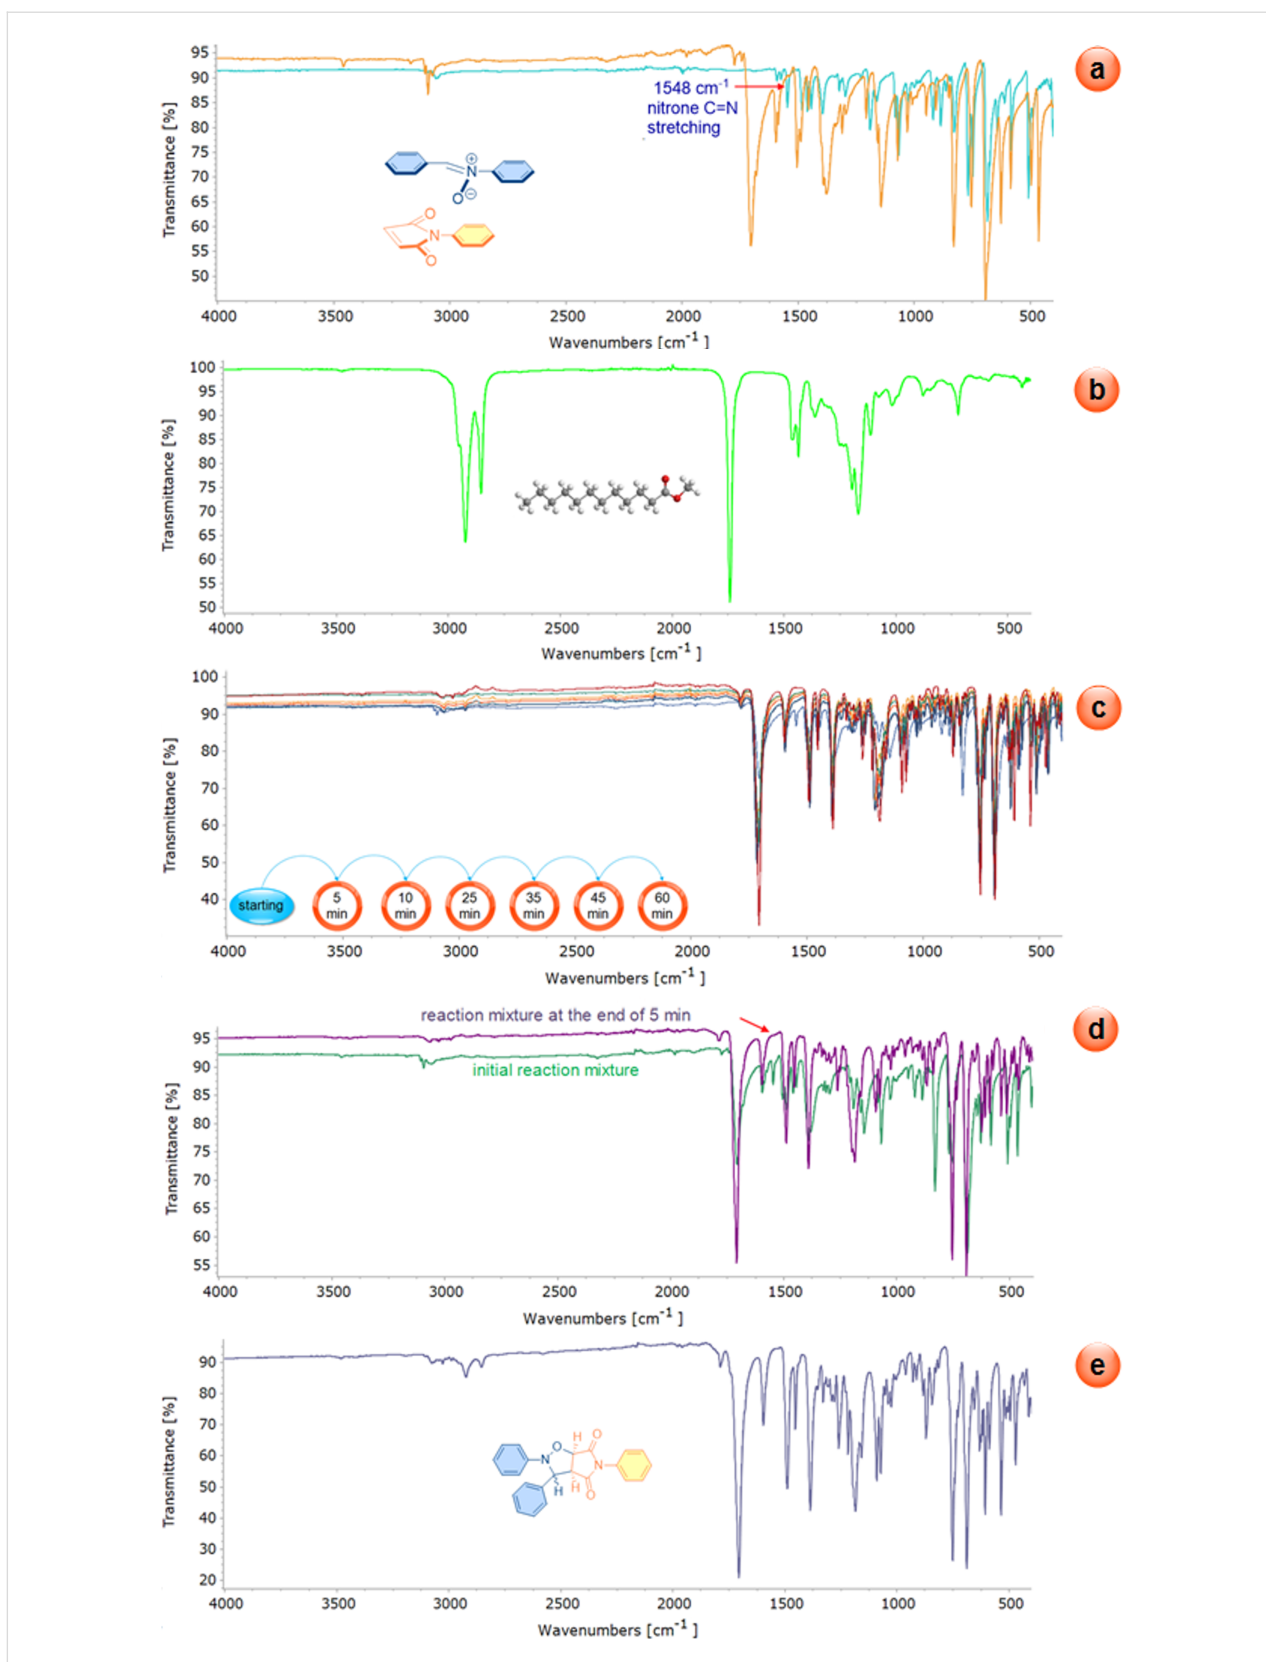 95
90
85
80
75
70
65
60
55
50
Transmittance [%]
a
1548 cm-1
nitrone C=N
stretching
N
+
O
−
O
N
O
4000 3500 3000 2500 2000 1500 1000 500
Wavenumbers [cm-1 ]
100
95
90
85
80
75
70
65
60
55
50
Transmittance [%]
b
4000 3500 3000 2500 2000 1500 1000 500
Wavenumbers [cm-1 ]
100
90
80
70
60
50
40
Transmittance [%]
c
starting
5 min
10 min
25 min
35 min
45 min
60 min
4000 3500 3000 2500 2000 1500 1000 500
Wavenumbers [cm-1 ]
95
90
85
80
75
70
65
60
55
Transmittance [%]
d
reaction mixture at the end of 5 min
initial reaction mixture
4000 3500 3000 2500 2000 1500 1000 500
Wavenumbers [cm-1 ]
90
80
70
60
50
40
30
20
Transmittance [%]
e
H O
O
N N
H H
O
4000 3500 3000 2500 2000 1500 1000 500
Wavenumbers [cm-1 ]